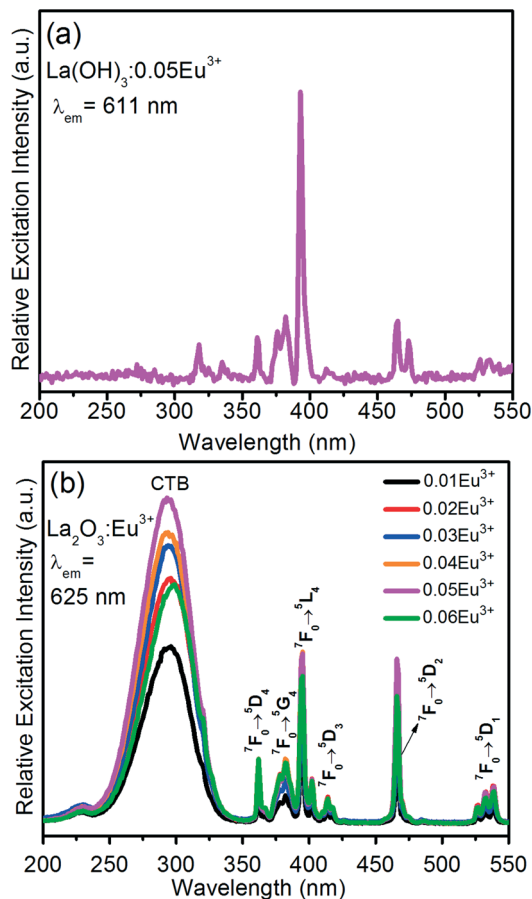 (a)
La(OH)₃:0.05Eu³⁺
λem= 611 nm
Relative Excitation Intensity (a.u.)
200 250 300 350 400 450 500 550
Wavelength (nm)
(b)
CTB
La₂O₃:Eu³⁺
λem=
625 nm
0.01Eu³⁺
0.02Eu³⁺
0.03Eu³⁺
0.04Eu³⁺
0.05Eu³⁺
0.06Eu³⁺
⁷F₀→⁵D₄
⁷F₀→⁵G₄
⁷F₀→⁵L₄
⁷F₀→⁵D₃
⁷F₀→⁵D₂
⁷F₀→⁵D₁
Relative Excitation Intensity (a.u.)
200 250 300 350 400 450 500 550
Wavelength (nm)